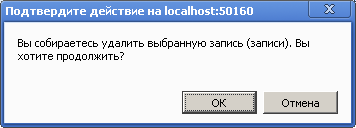 Подтвердите действие на localhost:50160
Вы собираетесь удалить выбранную запись (записи). Вы
хотите продолжить?
OK
Отмена